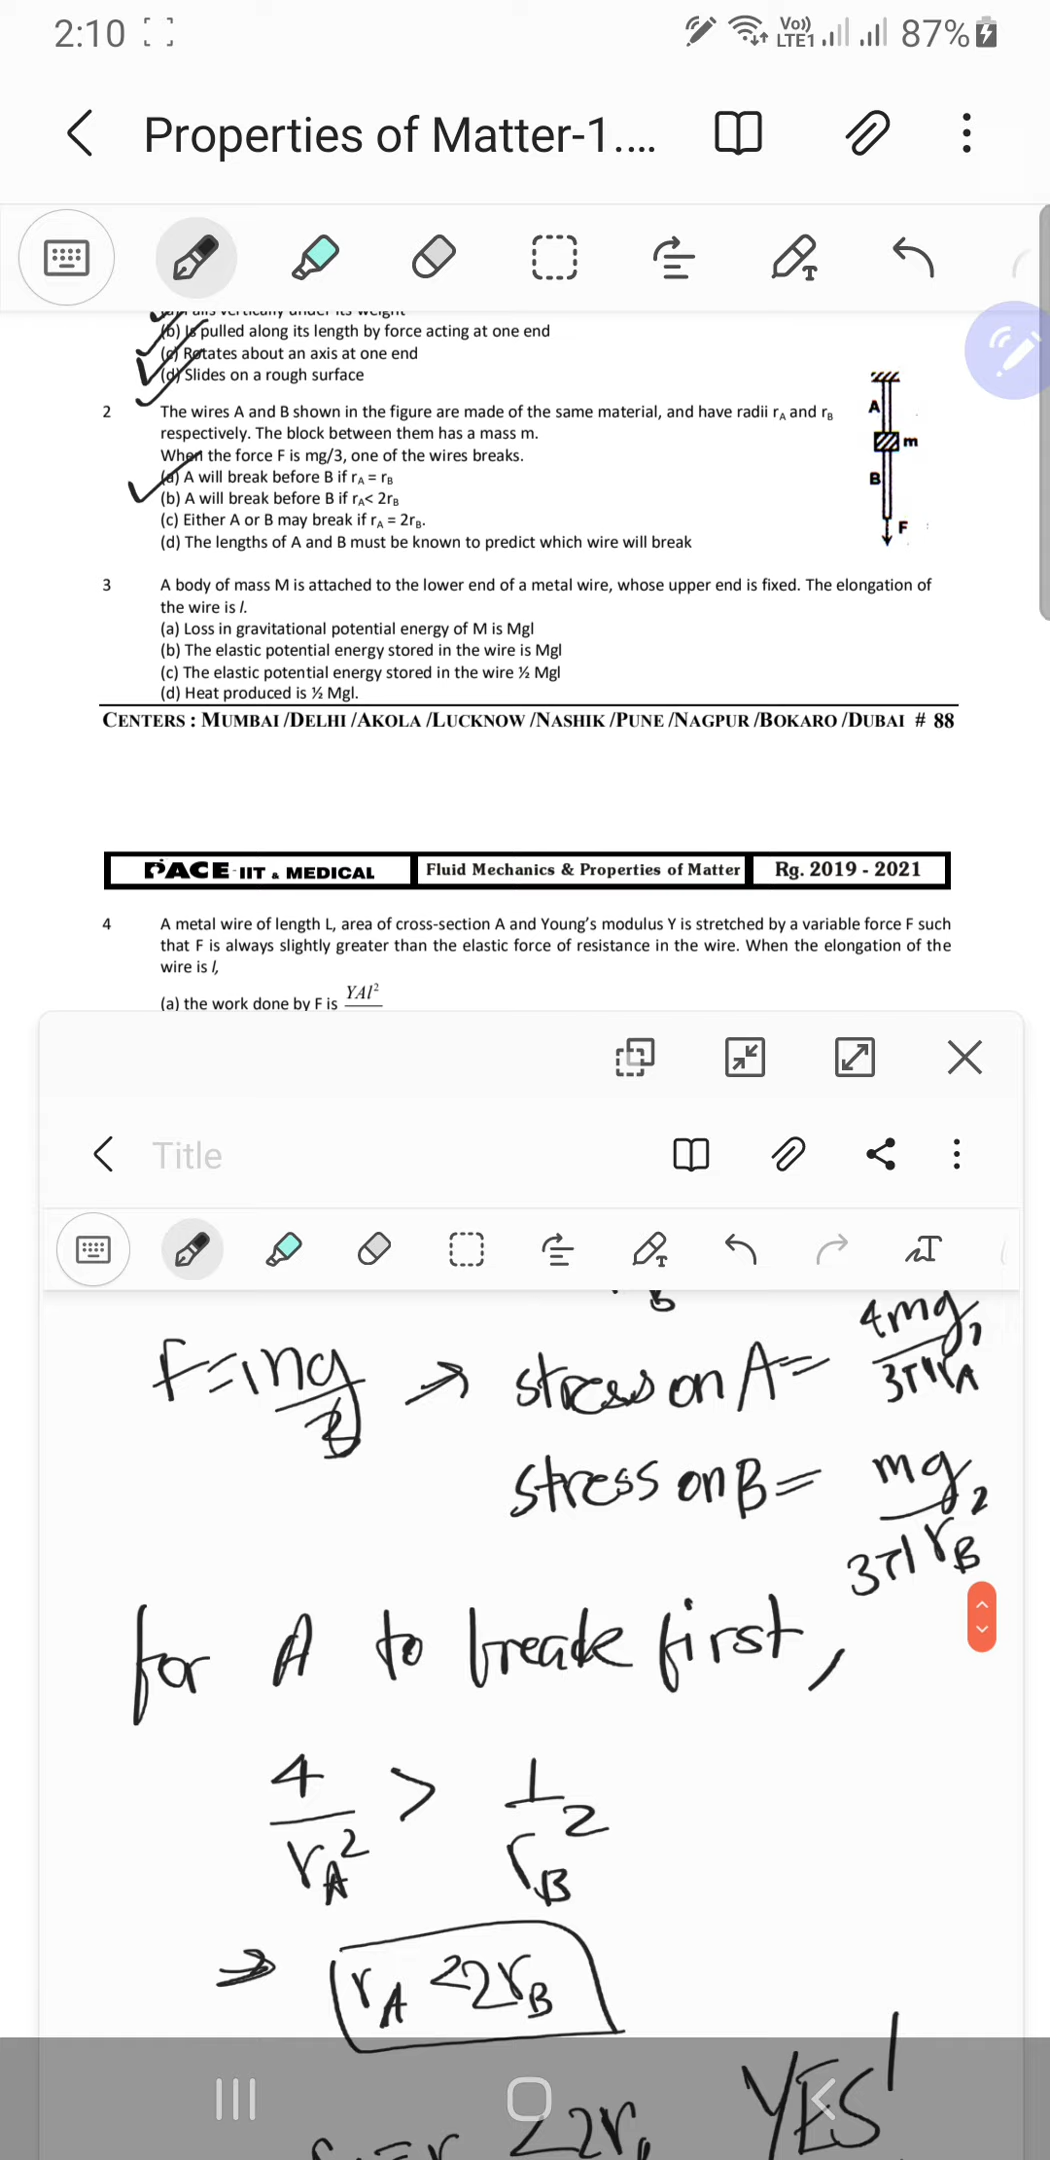 2:10 Vo)) LTE1 87%
Properties of Matter-1....
(b) Is pulled along its length by force acting at one end
(c) Rotates about an axis at one end
(d) Slides on a rough surface
2 The wires A and B shown in the figure are made of the same material, and have radii rA and rB
respectively. The block between them has a mass m.
When the force F is mg/3, one of the wires breaks.
(a) A will break before B if rA = rB
(b) A will break before B if rA< 2rB
(c) Either A or B may break if rA = 2rB.
(d) The lengths of A and B must be known to predict which wire will break
A
m
B
F
3 A body of mass M is attached to the lower end of a metal wire, whose upper end is fixed. The elongation of
the wire is l.
(a) Loss in gravitational potential energy of M is Mgl
(b) The elastic potential energy stored in the wire is Mgl
(c) The elastic potential energy stored in the wire ½ Mgl
(d) Heat produced is ½ Mgl.
CENTERS : MUMBAI /DELHI /AKOLA /LUCKNOW /NASHIK /PUNE /NAGPUR /BOKARO /DUBAI # 88
PACE IIT & MEDICAL Fluid Mechanics & Properties of Matter Rg. 2019 - 2021
4 A metal wire of length L, area of cross-section A and Young's modulus Y is stretched by a variable force F such
that F is always slightly greater than the elastic force of resistance in the wire. When the elongation of the
wire is l,
(a) the work done by F is YAl²
Title
B
F = mg/3 → stress on A = 4mg/3πrA²
stress on B = mg/3πrB²
for A to break first,
4/rA² > 1/rB²
⇒ rA < 2rB
YES!